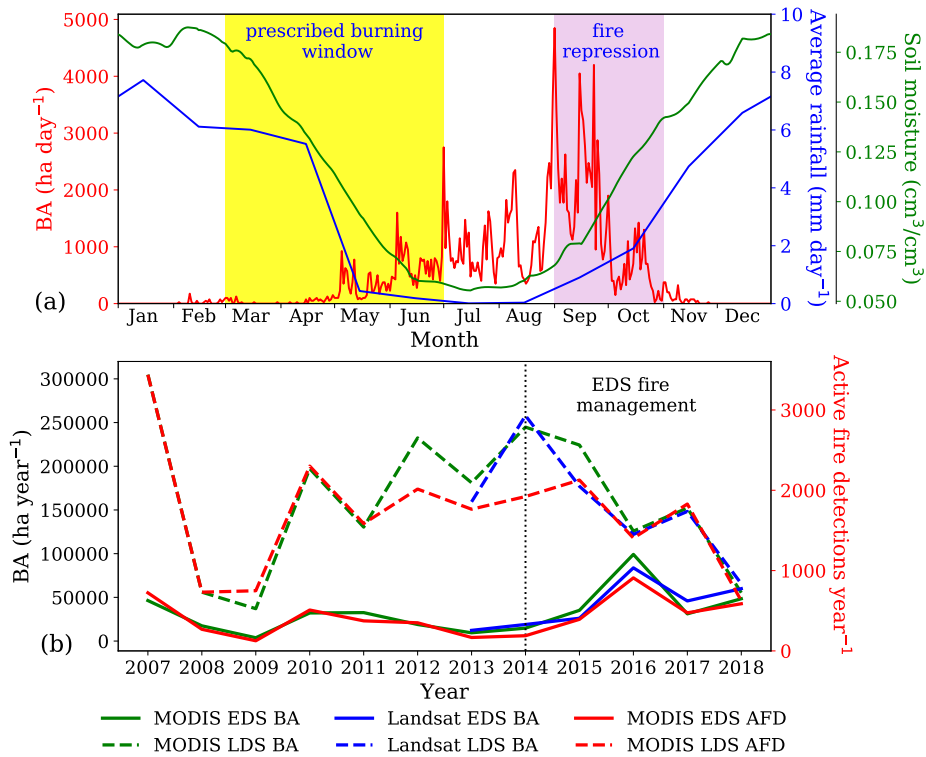 prescribed burning
window
fire
repression
BA (ha day⁻¹)
5000
4000
3000
2000
1000
0
10
8
6
4
2
0
Average rainfall (mm day⁻¹)
0.175
0.150
0.125
0.100
0.075
0.050
Soil moisture (cm³/cm³)
(a)
Jan Feb Mar Apr May Jun Jul Aug Sep Oct Nov Dec
Month
EDS fire
management
BA (ha year⁻¹)
300000
250000
200000
150000
100000
50000
0
3000
2000
1000
0
Active fire detections year⁻¹
(b)
2007 2008 2009 2010 2011 2012 2013 2014 2015 2016 2017 2018
Year
MODIS EDS BA Landsat EDS BA MODIS EDS AFD
MODIS LDS BA Landsat LDS BA MODIS LDS AFD